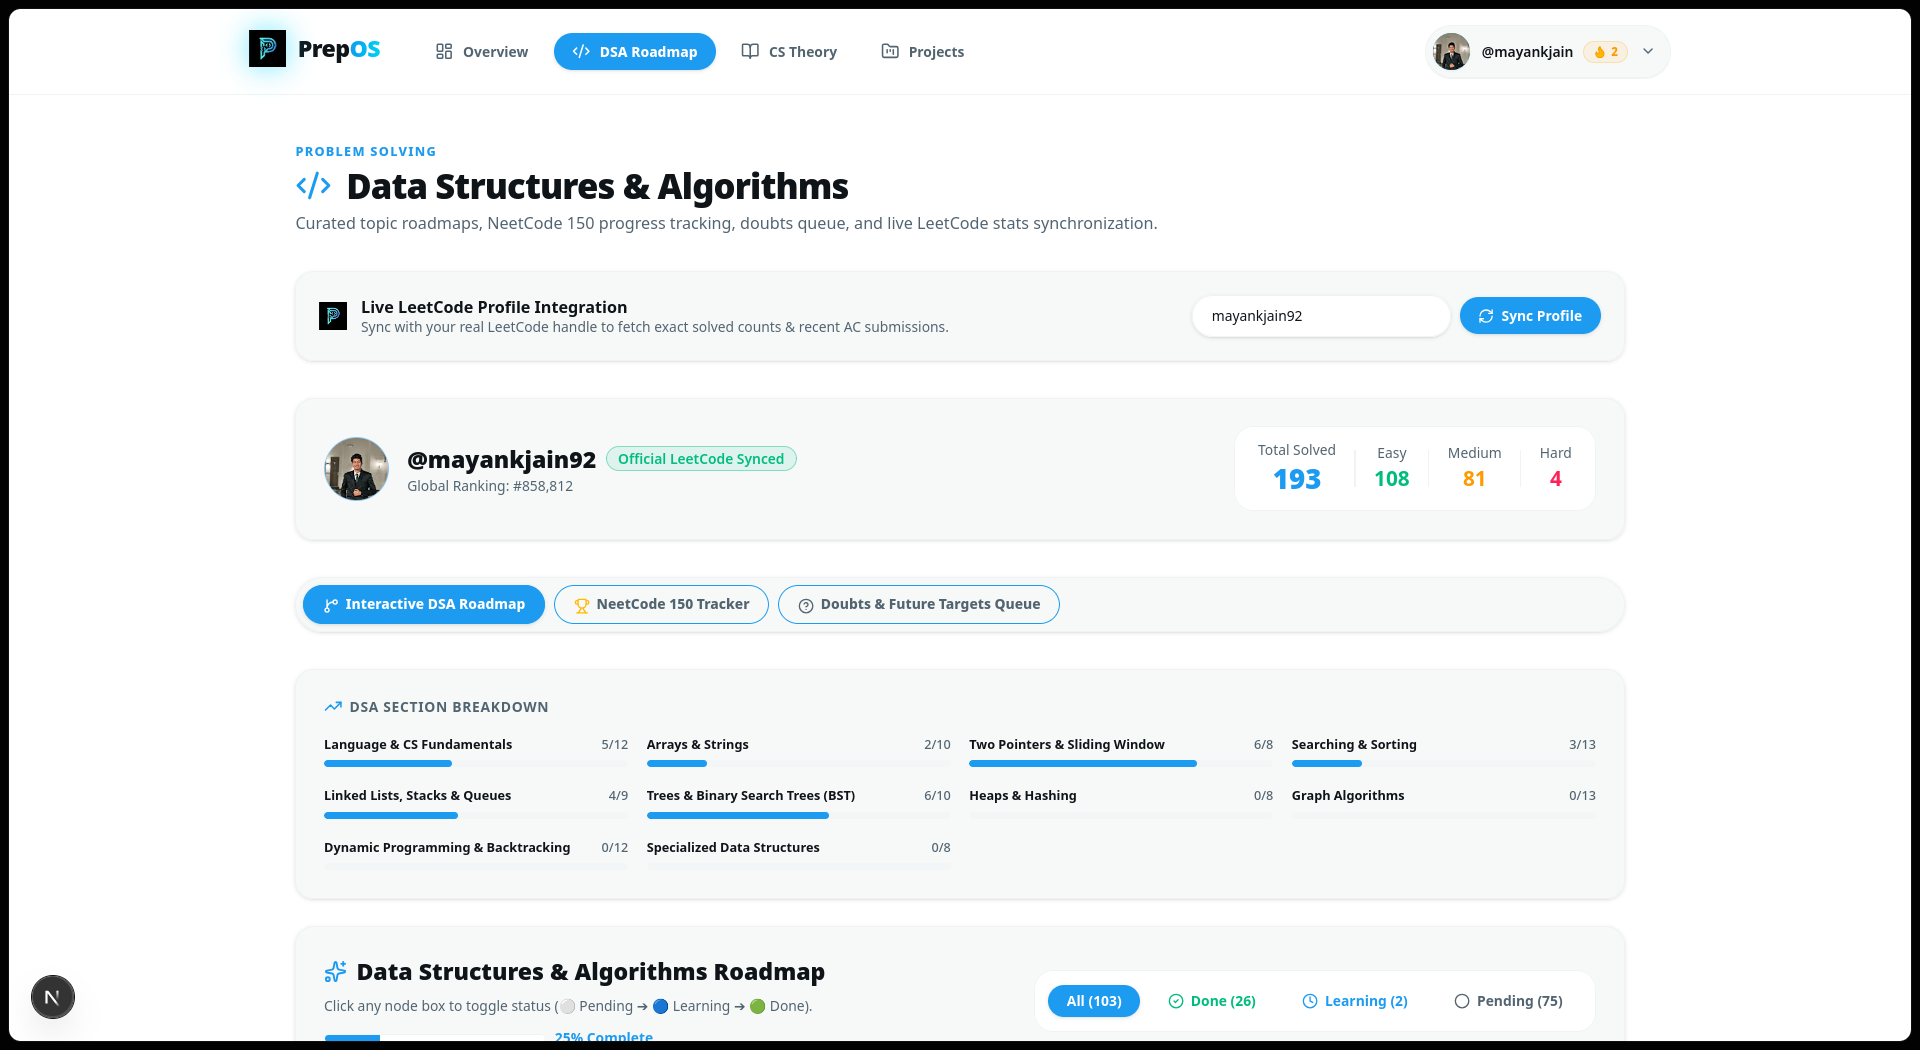 PrepOS
Overview
DSA Roadmap
CS Theory
Projects
@mayankjain
2
PROBLEM SOLVING
Data Structures & Algorithms
Curated topic roadmaps, NeetCode 150 progress tracking, doubts queue, and live LeetCode stats synchronization.
Live LeetCode Profile Integration
Sync with your real LeetCode handle to fetch exact solved counts & recent AC submissions.
mayankjain92
Sync Profile
@mayankjain92
Official LeetCode Synced
Global Ranking: #858,812
Total Solved
193
Easy
108
Medium
81
Hard
4
Interactive DSA Roadmap
NeetCode 150 Tracker
Doubts & Future Targets Queue
DSA SECTION BREAKDOWN
Language & CS Fundamentals 5/12
Arrays & Strings 2/10
Two Pointers & Sliding Window 6/8
Searching & Sorting 3/13
Linked Lists, Stacks & Queues 4/9
Trees & Binary Search Trees (BST) 6/10
Heaps & Hashing 0/8
Graph Algorithms 0/13
Dynamic Programming & Backtracking 0/12
Specialized Data Structures 0/8
Data Structures & Algorithms Roadmap
Click any node box to toggle status (⚪ Pending ➔ 🔵 Learning ➔ 🟢 Done).
25% Complete
All (103)
Done (26)
Learning (2)
Pending (75)
N